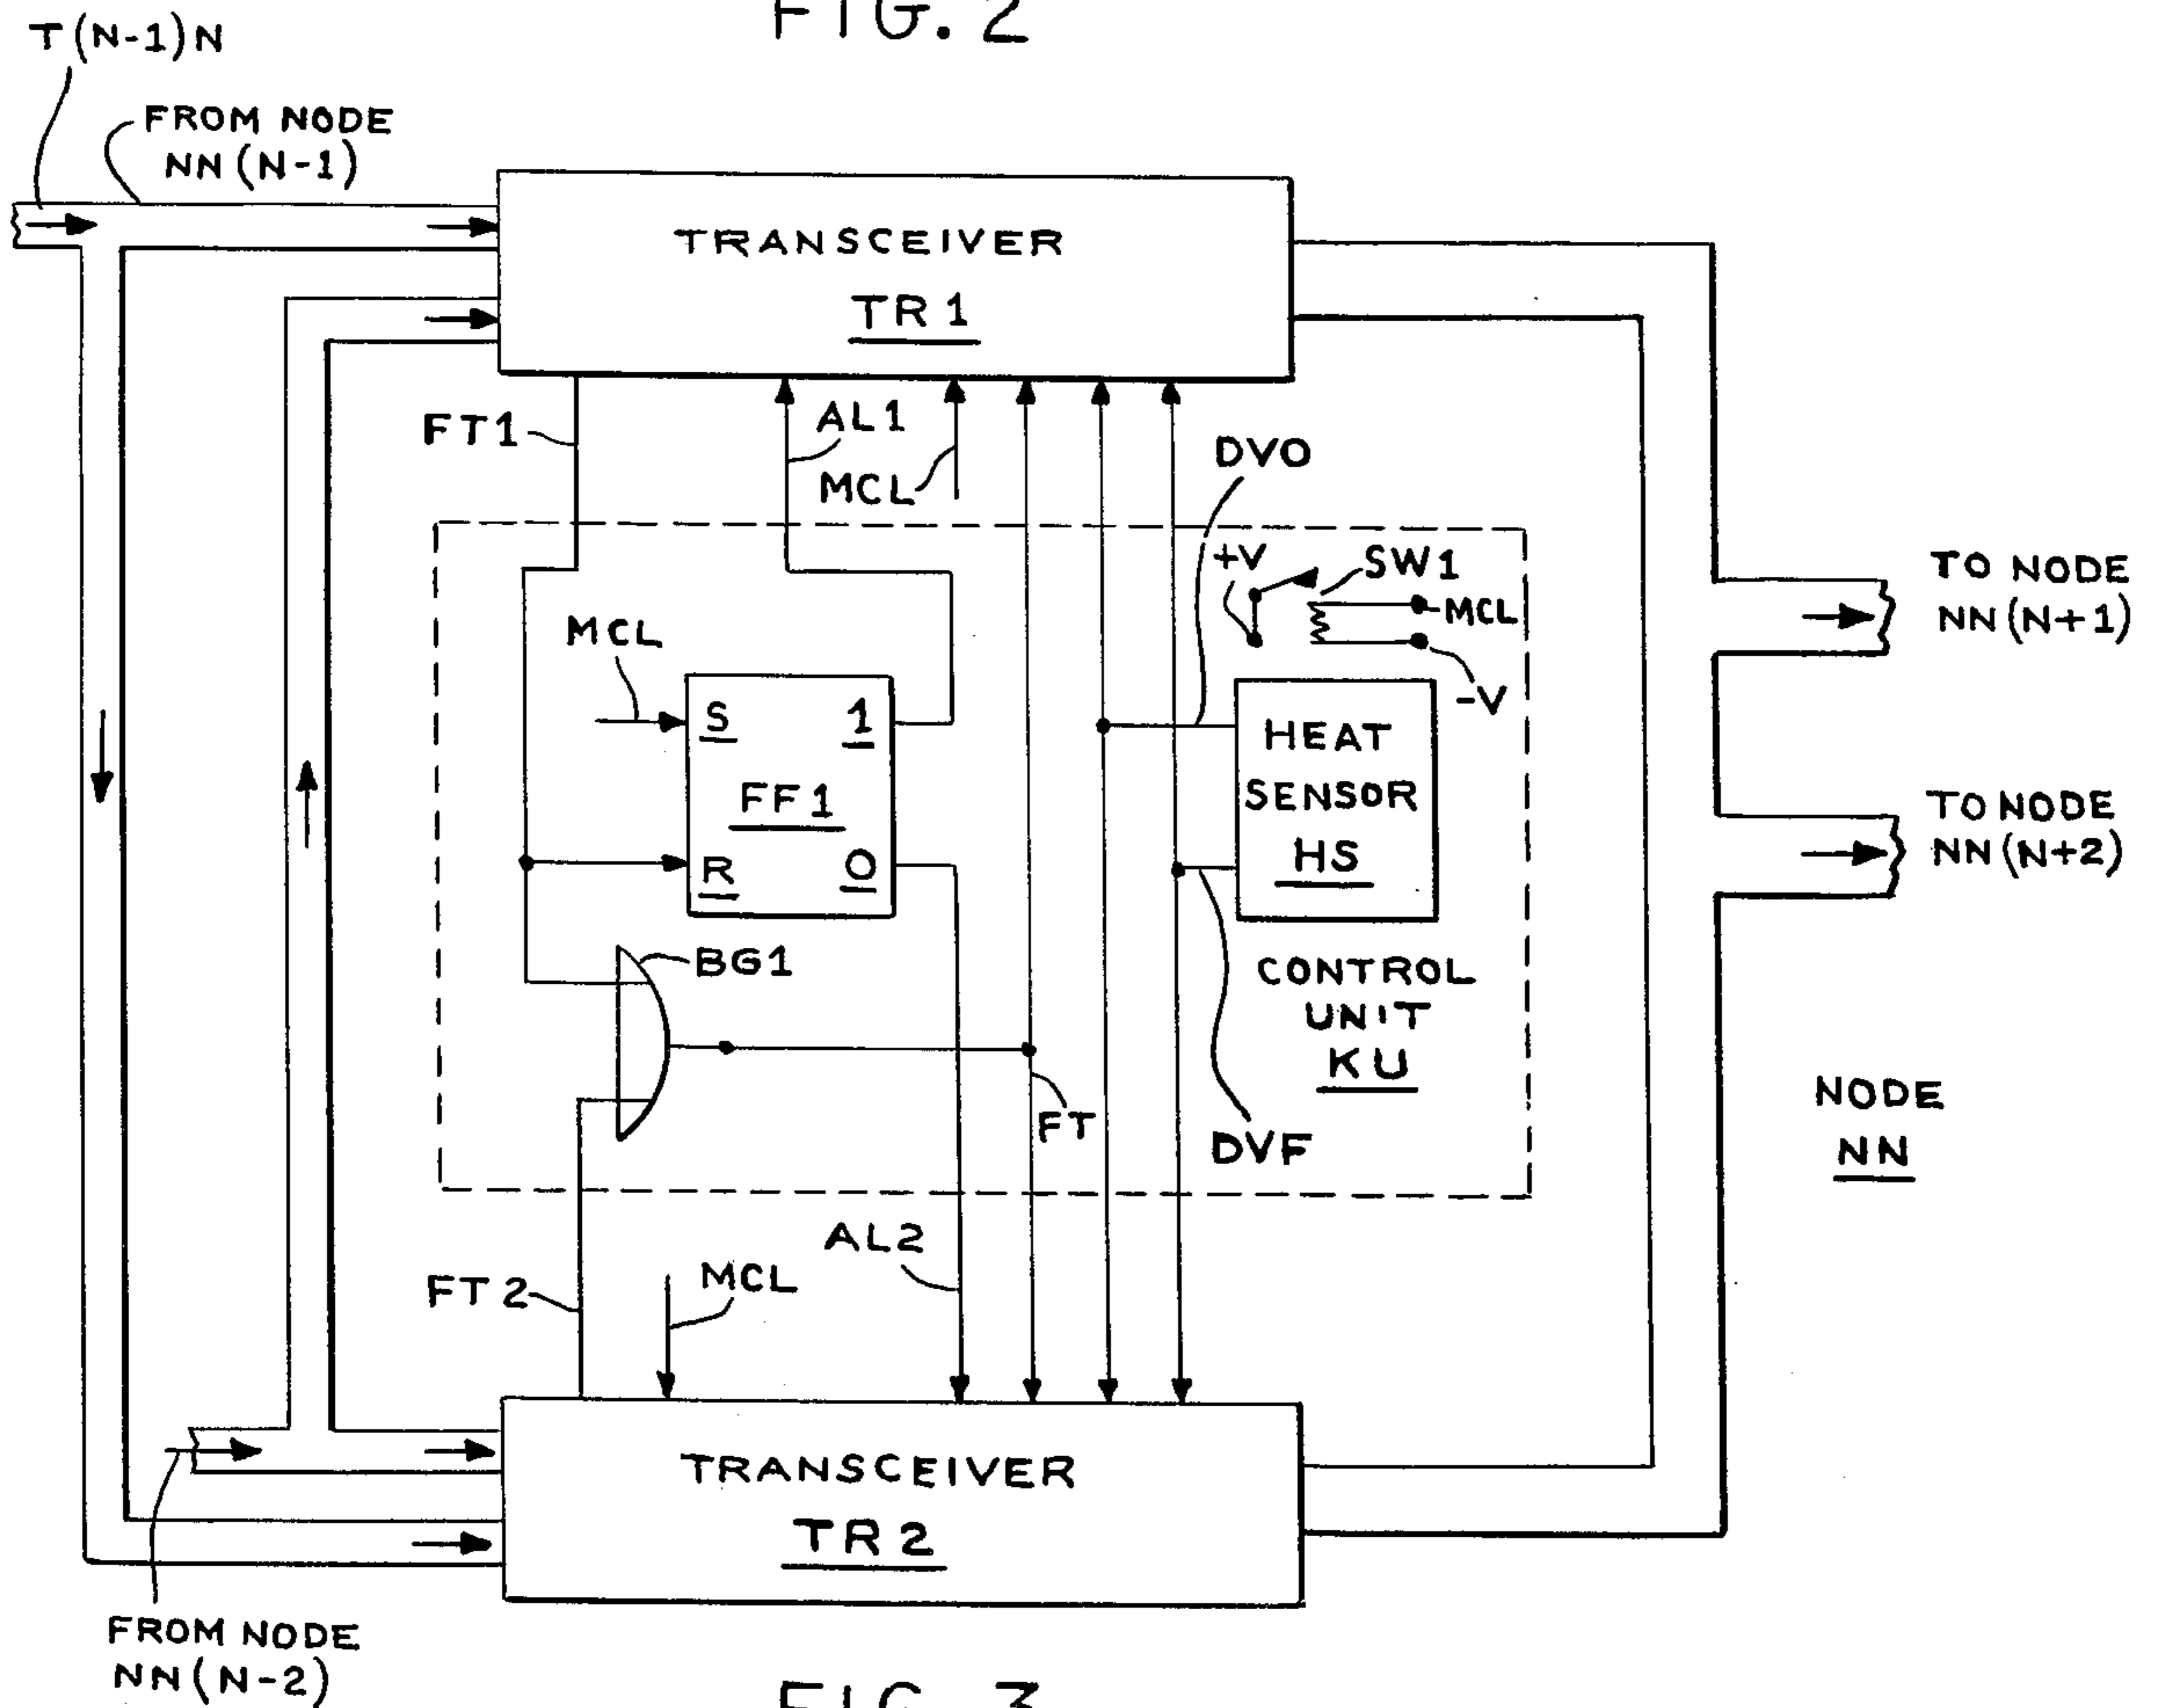 FIG. 2
T(N-1)N
FROM NODE
NN(N-1)
TRANSCEIVER
TR1
FT1
AL1
MCL
DVO
+V
SW1
MCL
-V
TO NODE
NN(N+1)
MCL
S
1
FF1
R
0
HEAT
SENSOR
HS
TO NODE
NN(N+2)
BG1
CONTROL
UNIT
KU
FT
DVF
NODE
NN
AL2
FT2
MCL
TRANSCEIVER
TR2
FROM NODE
NN(N-2)
FIG. 3